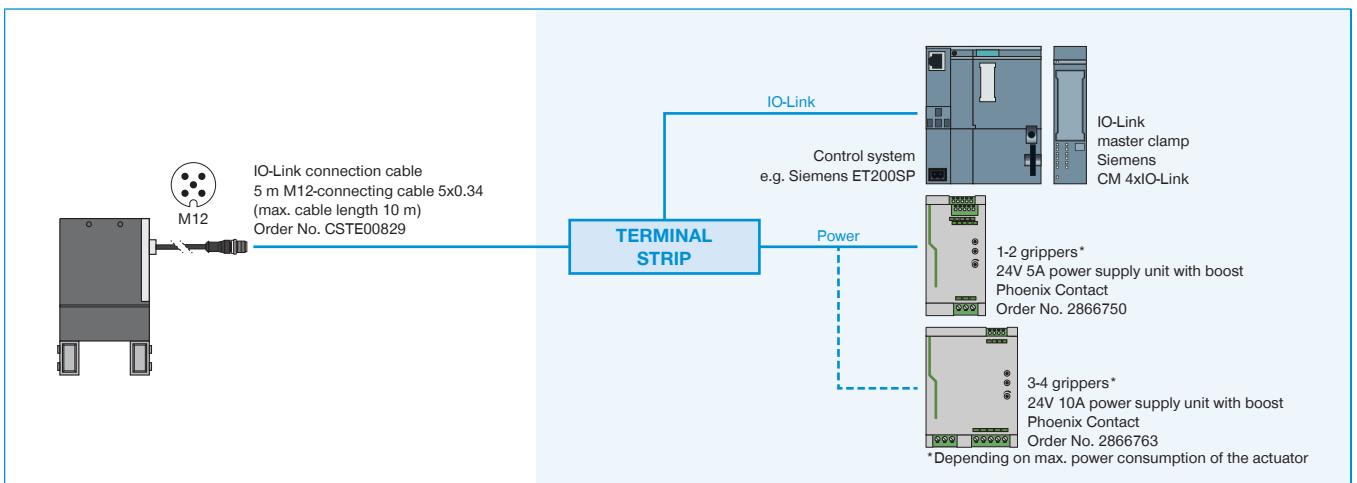 IO-Link
IO-Link
master clamp
Siemens
CM 4xIO-Link
Control system
e.g. Siemens ET200SP
IO-Link connection cable
5 m M12-connecting cable 5x0.34
(max. cable length 10 m)
Order No. CSTE00829
M12
TERMINAL
STRIP
Power
1-2 grippers*
24V 5A power supply unit with boost
Phoenix Contact
Order No. 2866750
3-4 grippers*
24V 10A power supply unit with boost
Phoenix Contact
Order No. 2866763
*Depending on max. power consumption of the actuator